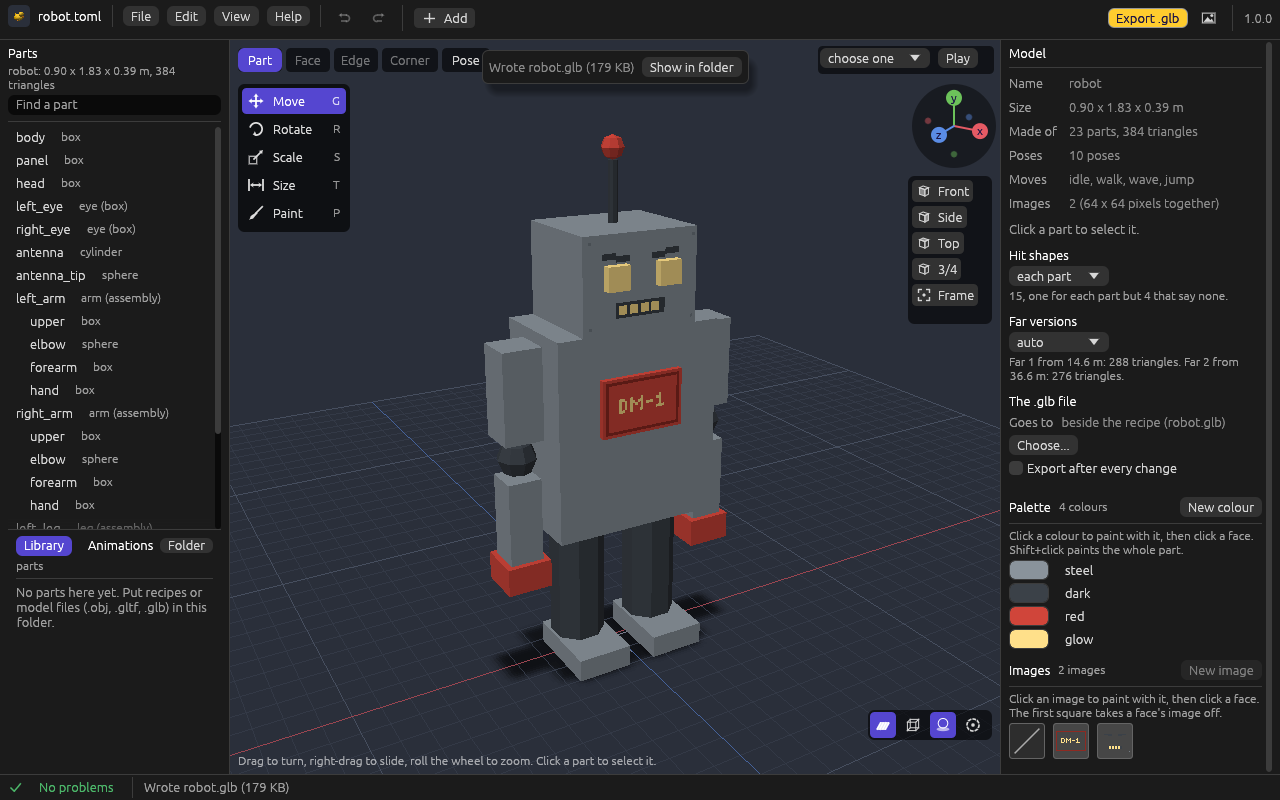 robot.toml File Edit View Help Add Export .glb 1.0.0
Parts
robot: 0.90 x 1.83 x 0.39 m, 384
triangles
Find a part
body box
panel box
head box
left_eye eye (box)
right_eye eye (box)
antenna cylinder
antenna_tip sphere
left_arm arm (assembly)
upper box
elbow sphere
forearm box
hand box
right_arm arm (assembly)
upper box
elbow sphere
forearm box
hand box
left_leg leg (assembly)
Library Animations Folder
parts
No parts here yet. Put recipes or
model files (.obj, .gltf, .glb) in this
folder.
Part Face Edge Corner Pose
Wrote robot.glb (179 KB) Show in folder
choose one Play
Move G
Rotate R
Scale S
Size T
Paint P
y
z x
Front
Side
Top
3/4
Frame
DM-1
Drag to turn, right-drag to slide, roll the wheel to zoom. Click a part to select it.
Model
Name robot
Size 0.90 x 1.83 x 0.39 m
Made of 23 parts, 384 triangles
Poses 10 poses
Moves idle, walk, wave, jump
Images 2 (64 x 64 pixels together)
Click a part to select it.
Hit shapes
each part
15, one for each part but 4 that say none.
Far versions
auto
Far 1 from 14.6 m: 288 triangles. Far 2 from
36.6 m: 276 triangles.
The .glb file
Goes to beside the recipe (robot.glb)
Choose...
Export after every change
Palette 4 colours New colour
Click a colour to paint with it, then click a face.
Shift+click paints the whole part.
steel
dark
red
glow
Images 2 images New image
Click an image to paint with it, then click a face.
The first square takes a face's image off.
DM-1
No problems Wrote robot.glb (179 KB)